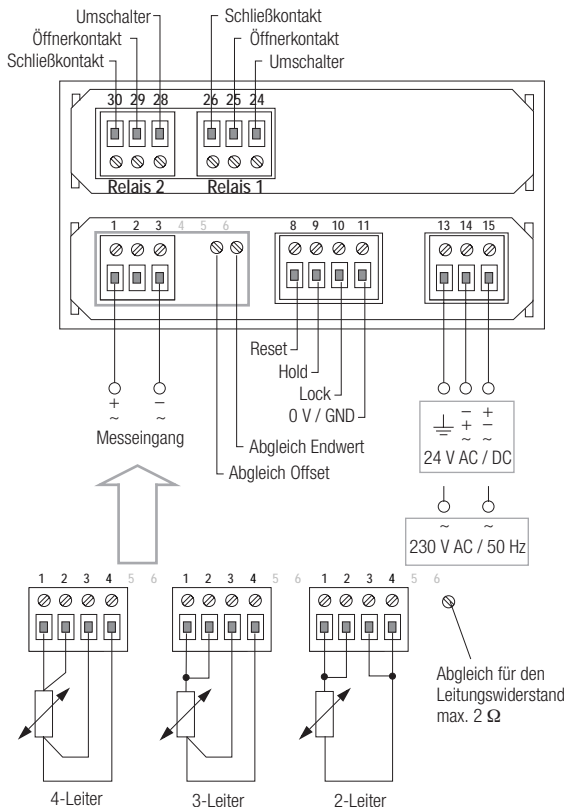 Umschalter
Öffnerkontakt
Schließkontakt
Schließkontakt
Öffnerkontakt
Umschalter
30 29 28
26 25 24
Relais 2
Relais 1
1 2 3 4 5 6
8 9 10 11
13 14 15
Reset
Hold
Lock
0 V / GND
Abgleich Endwert
Abgleich Offset
+ −
~ ~
Messeingang
− +
+ −
~ ~
24 V AC / DC
~ ~
230 V AC / 50 Hz
1 2 3 4 5 6
1 2 3 4 5 6
1 2 3 4 5 6
Abgleich für den
Leitungswiderstand
max. 2 Ω
4-Leiter
3-Leiter
2-Leiter